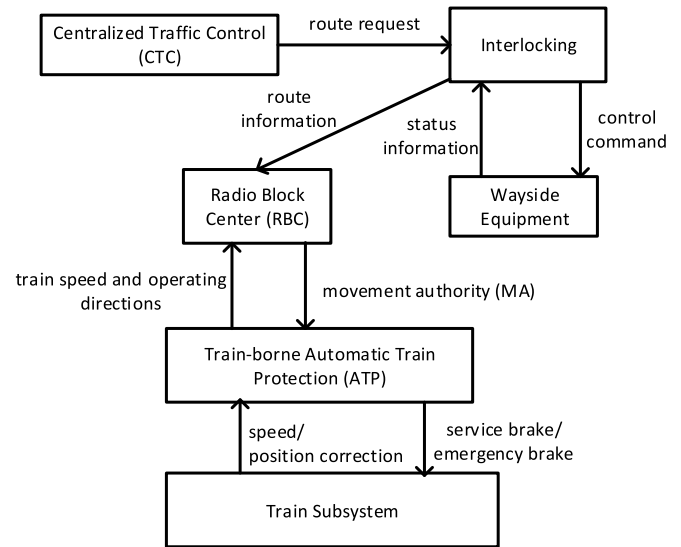 Centralized Traffic Control
(CTC)
route request
Interlocking
route
information
status
information
control
command
Radio Block
Center (RBC)
Wayside
Equipment
train speed and operating
directions
movement authority (MA)
Train-borne Automatic Train
Protection (ATP)
speed/
position correction
service brake/
emergency brake
Train Subsystem